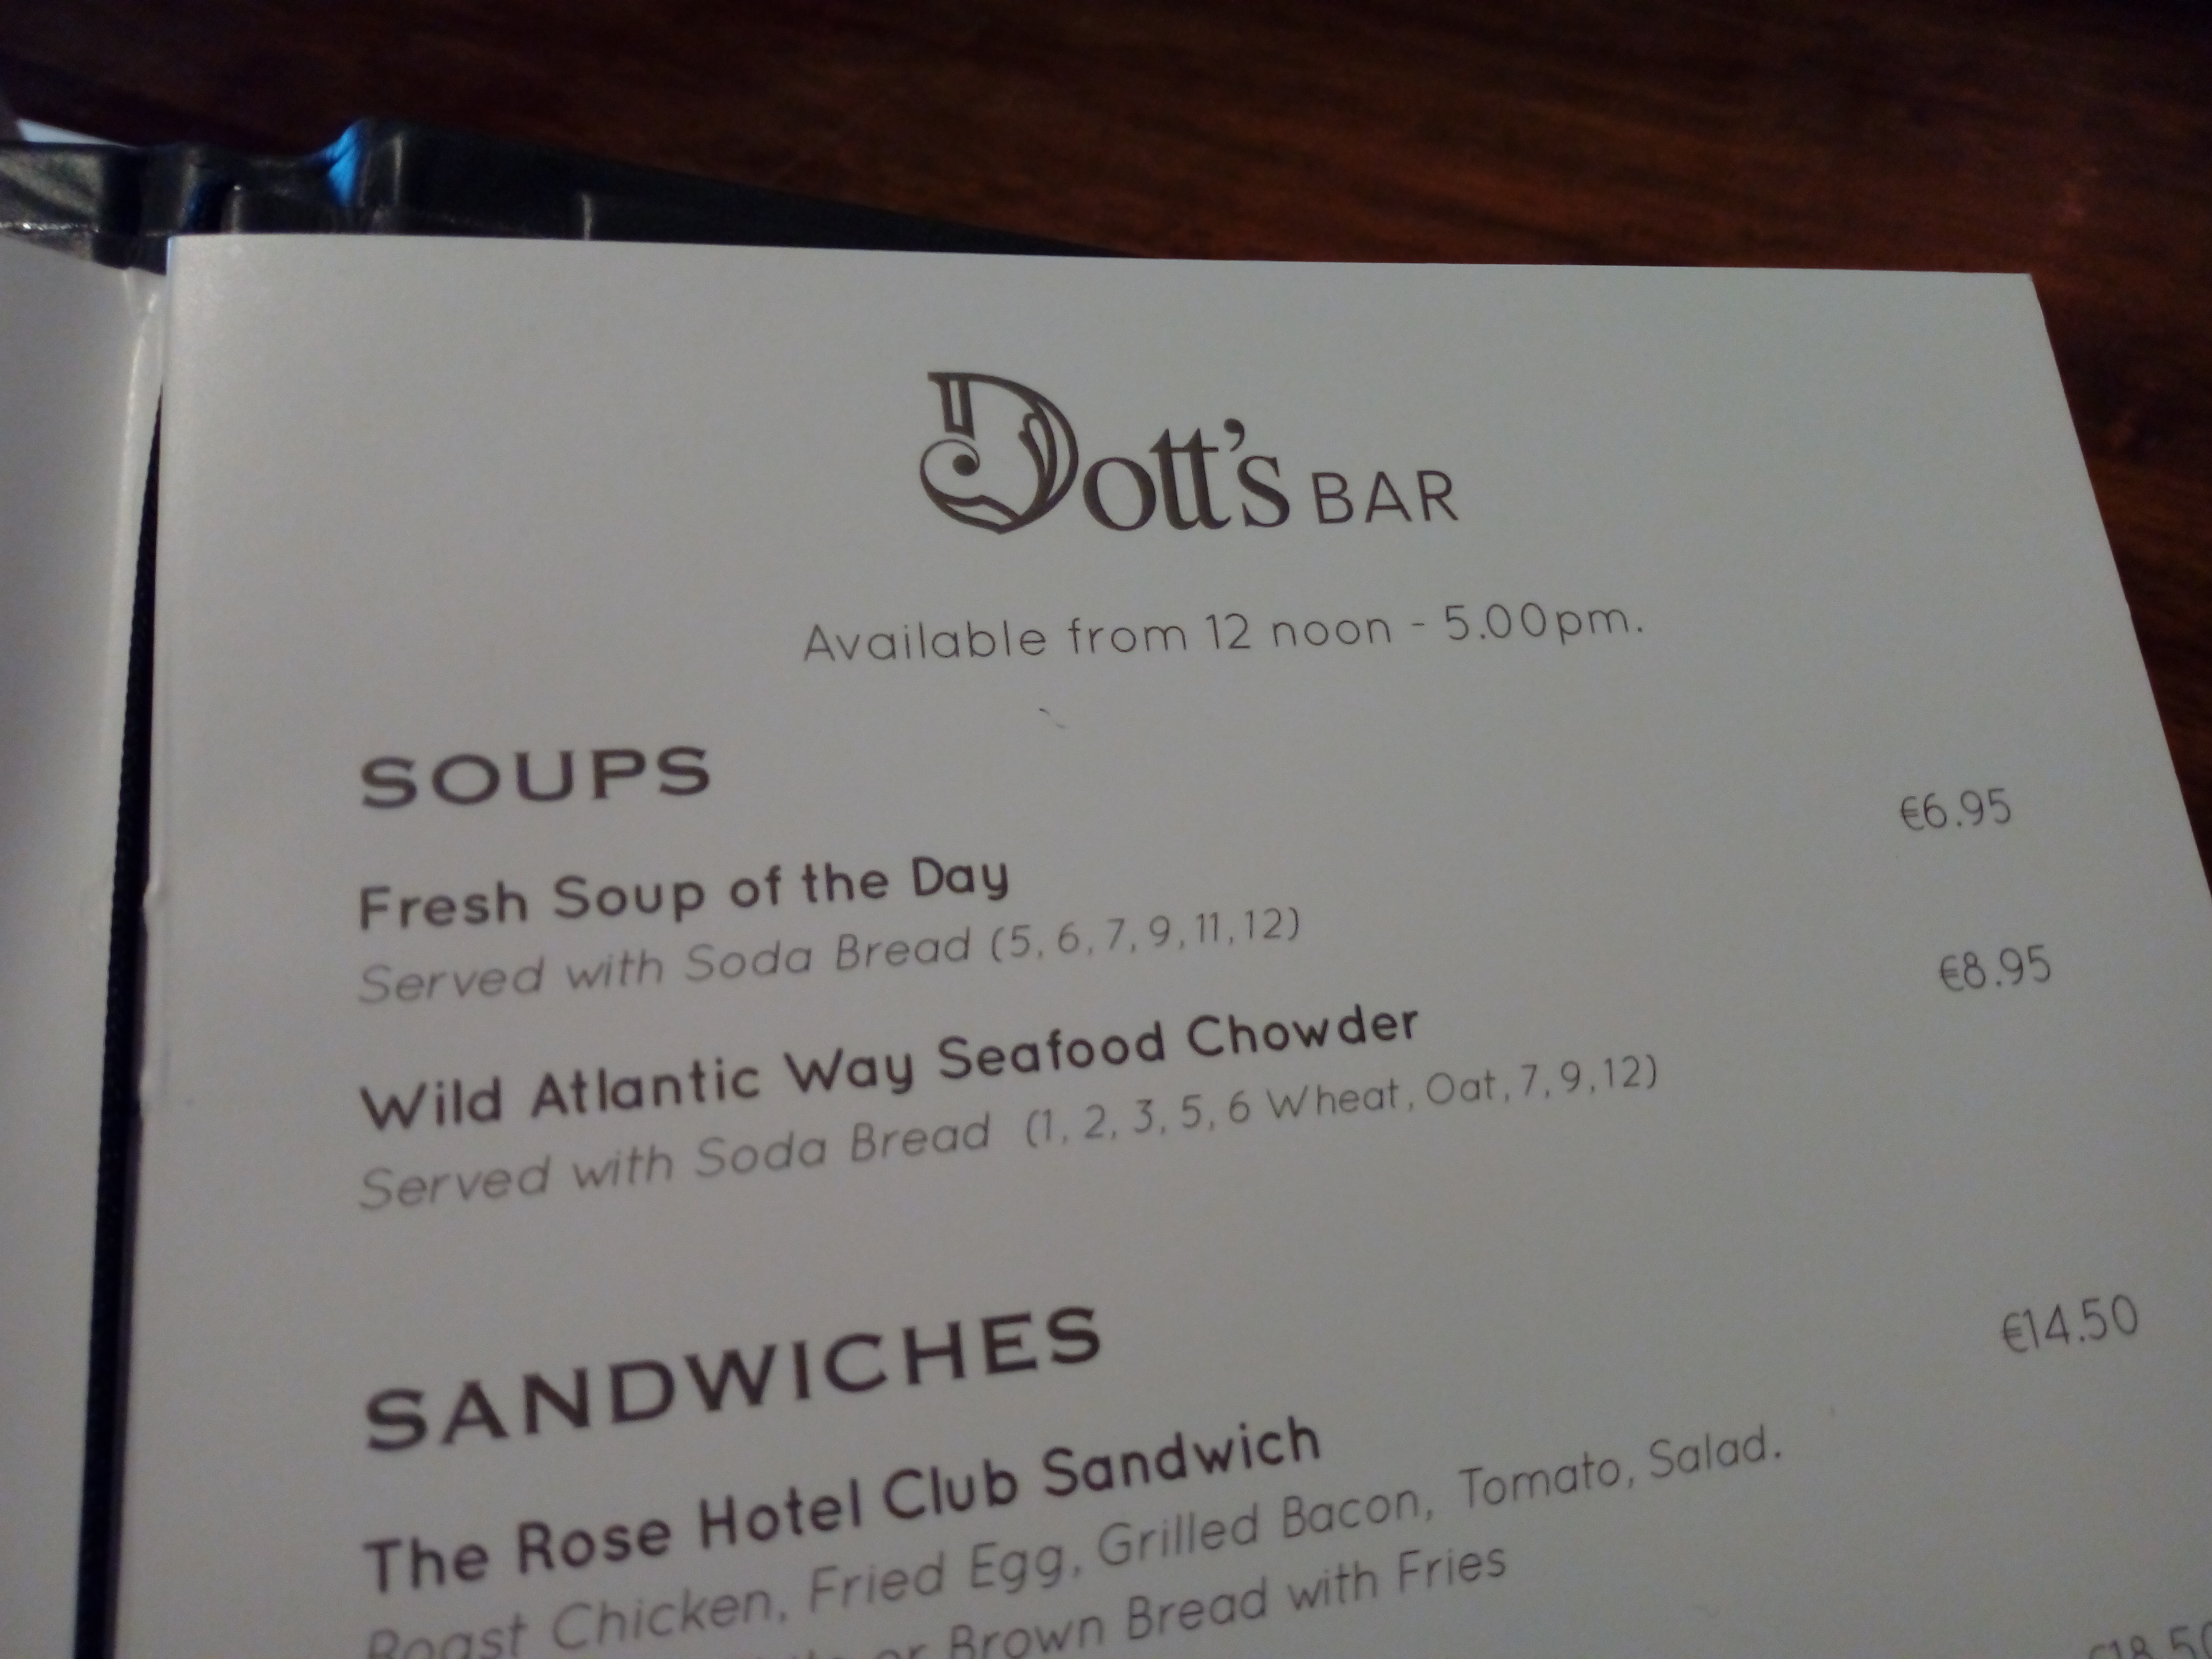 Dott's BAR
Available from 12 noon - 5.00pm.
SOUPS
€6.95
Fresh Soup of the Day
Served with Soda Bread (5, 6, 7, 9, 11, 12)
€8.95
Wild Atlantic Way Seafood Chowder
Served with Soda Bread (1, 2, 3, 5, 6 Wheat, Oat, 7, 9, 12)
SANDWICHES
€14.50
The Rose Hotel Club Sandwich
Roast Chicken, Fried Egg, Grilled Bacon, Tomato, Salad.
or Brown Bread with Fries
€18.50